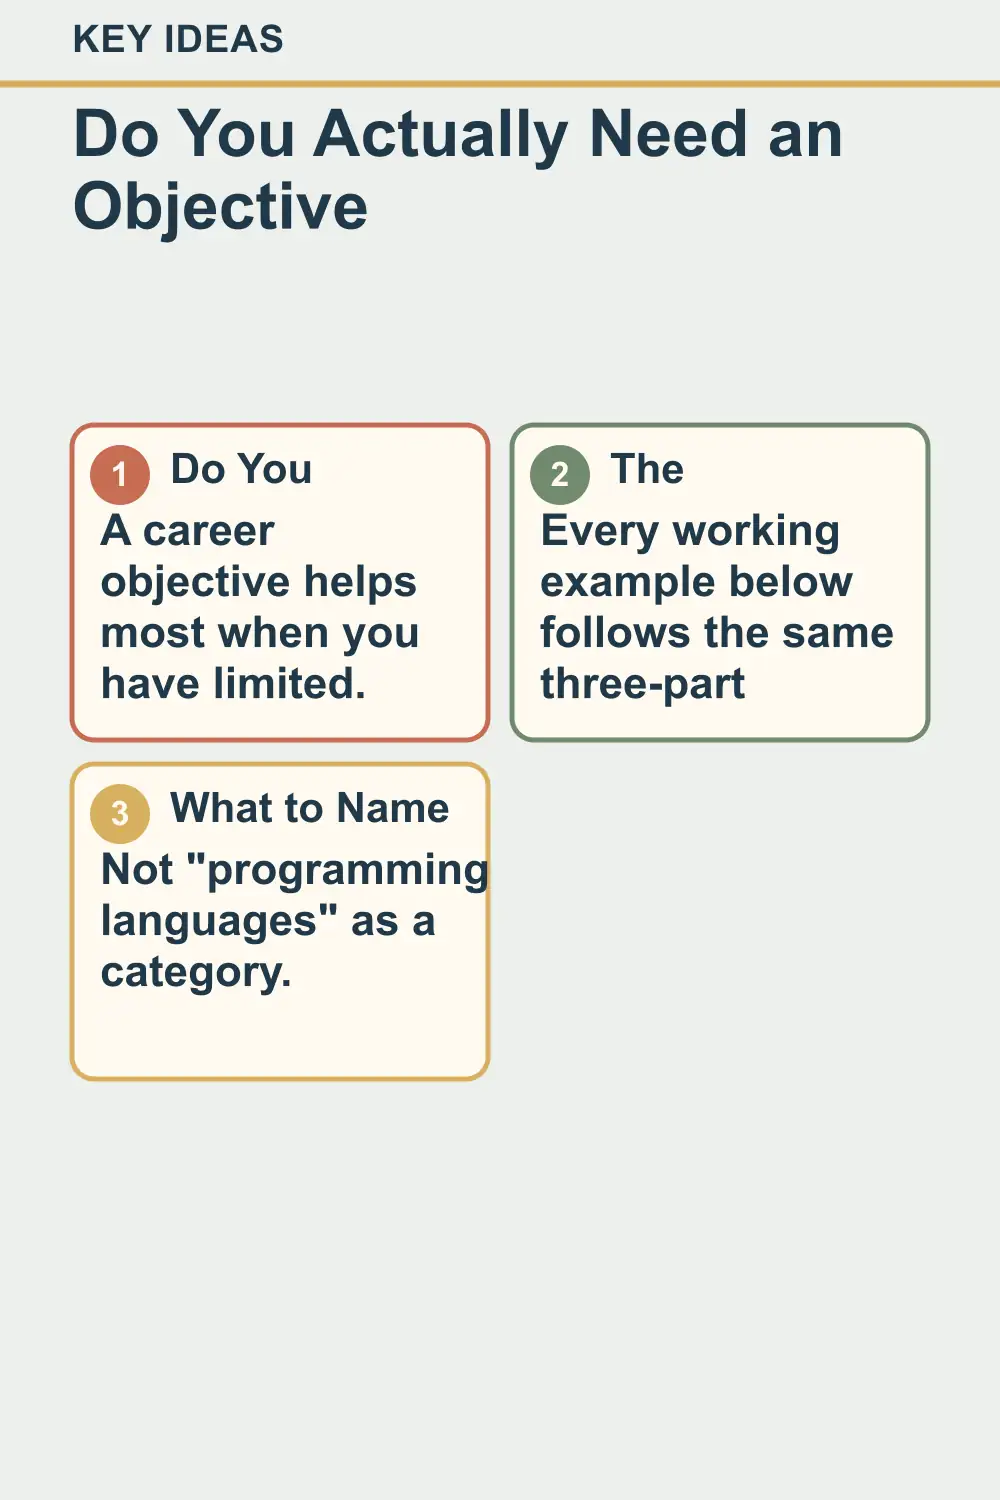 KEY IDEAS
Do You Actually Need an
Objective
1 Do You
A career
objective helps
most when you
have limited.
2 The
Every working
example below
follows the same
three-part
3 What to Name
Not "programming
languages" as a
category.